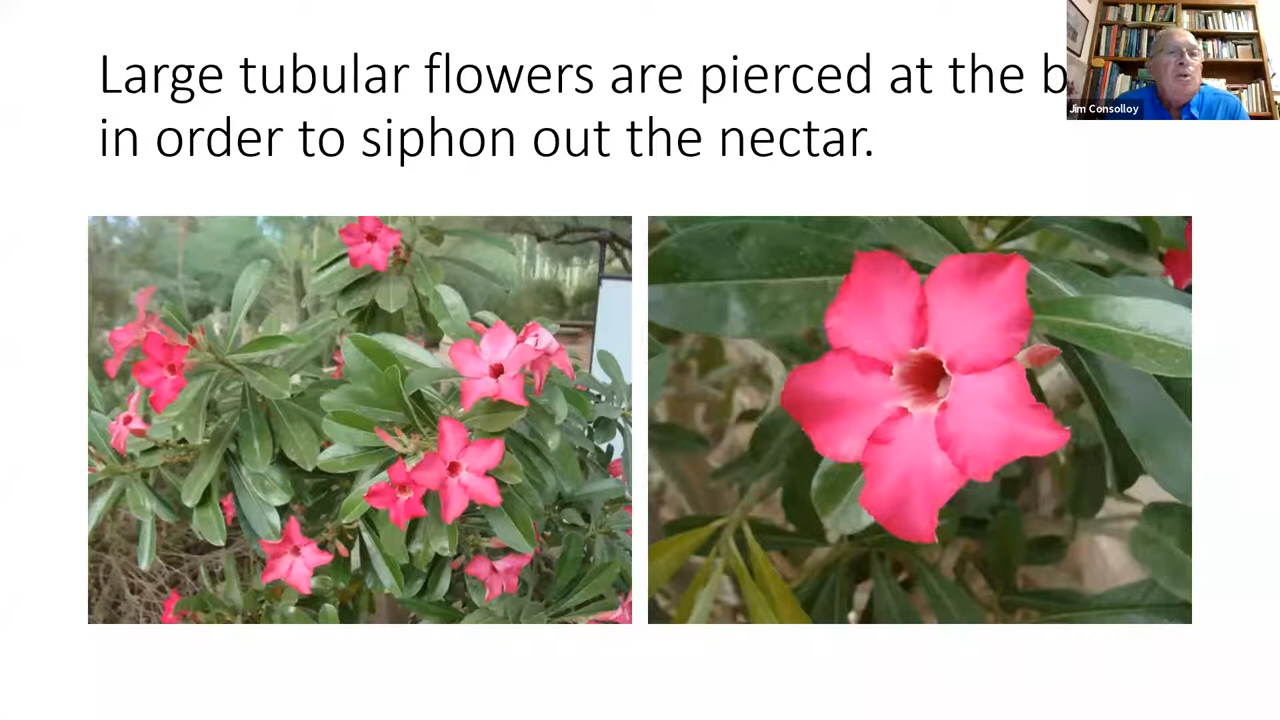 Large tubular flowers are pierced at the b
in order to siphon out the nectar.
Jim Consolloy